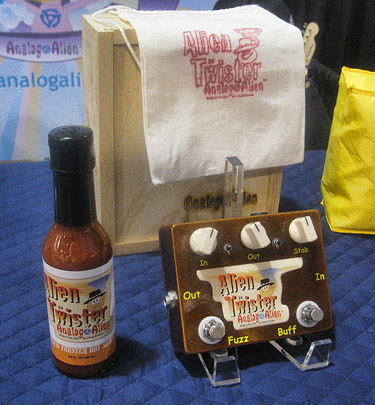 Analog Alien
analogali
Alien
Twister
Analog Alien
Analog Alien
In
Out
Stab
Out
In
Alien
Twister
Analog Alien
Fuzz
Buff
Alien
Twister
Analog Alien